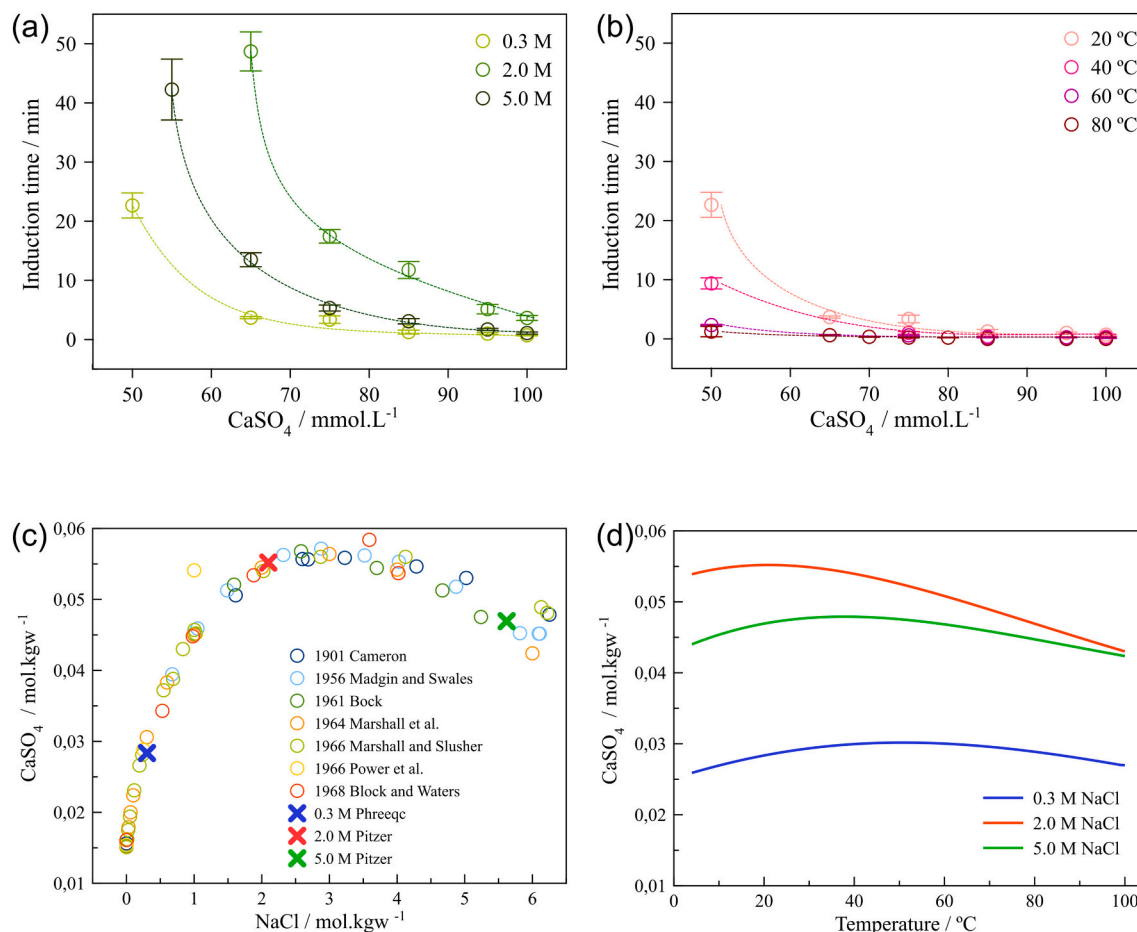 (a)
50
40
30
20
10
0
Induction time / min
50
60
70
80
90
100
CaSO₄ / mmol.L⁻¹
0.3 M
2.0 M
5.0 M
(b)
50
40
30
20
10
0
Induction time / min
50
60
70
80
90
100
CaSO₄ / mmol.L⁻¹
20 ºC
40 ºC
60 ºC
80 ºC
(c)
0,06
0,05
0,04
0,03
0,02
0,01
CaSO₄ / mol.kgw⁻¹
0
1
2
3
4
5
6
NaCl / mol.kgw⁻¹
1901 Cameron
1956 Madgin and Swales
1961 Bock
1964 Marshall et al.
1966 Marshall and Slusher
1966 Power et al.
1968 Block and Waters
0.3 M Phreeqc
2.0 M Pitzer
5.0 M Pitzer
(d)
0,06
0,05
0,04
0,03
0,02
0,01
CaSO₄ / mol.kgw⁻¹
0
20
40
60
80
100
Temperature / ºC
0.3 M NaCl
2.0 M NaCl
5.0 M NaCl